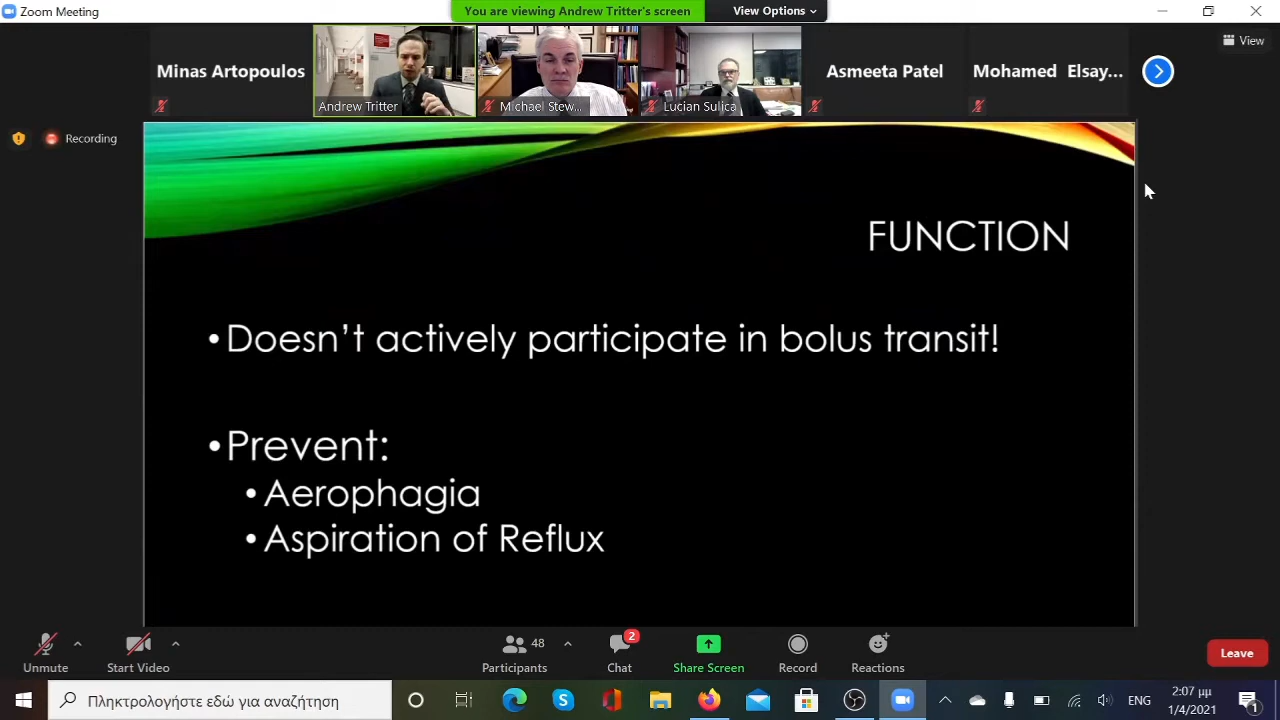 Zoom Meeting
You are viewing Andrew Tritter's screen
View Options
View
Minas Artopoulos
Andrew Tritter
Michael Stew...
Lucian Sulica
Asmeeta Patel
Mohamed Elsay...
Recording
FUNCTION
•Doesn't actively participate in bolus transit!
•Prevent:
•Aerophagia
•Aspiration of Reflux
Unmute
Start Video
48
Participants
2
Chat
Share Screen
Record
Reactions
Leave
Πληκτρολογήστε εδώ για αναζήτηση
ENG
2:07 μμ
1/4/2021
1